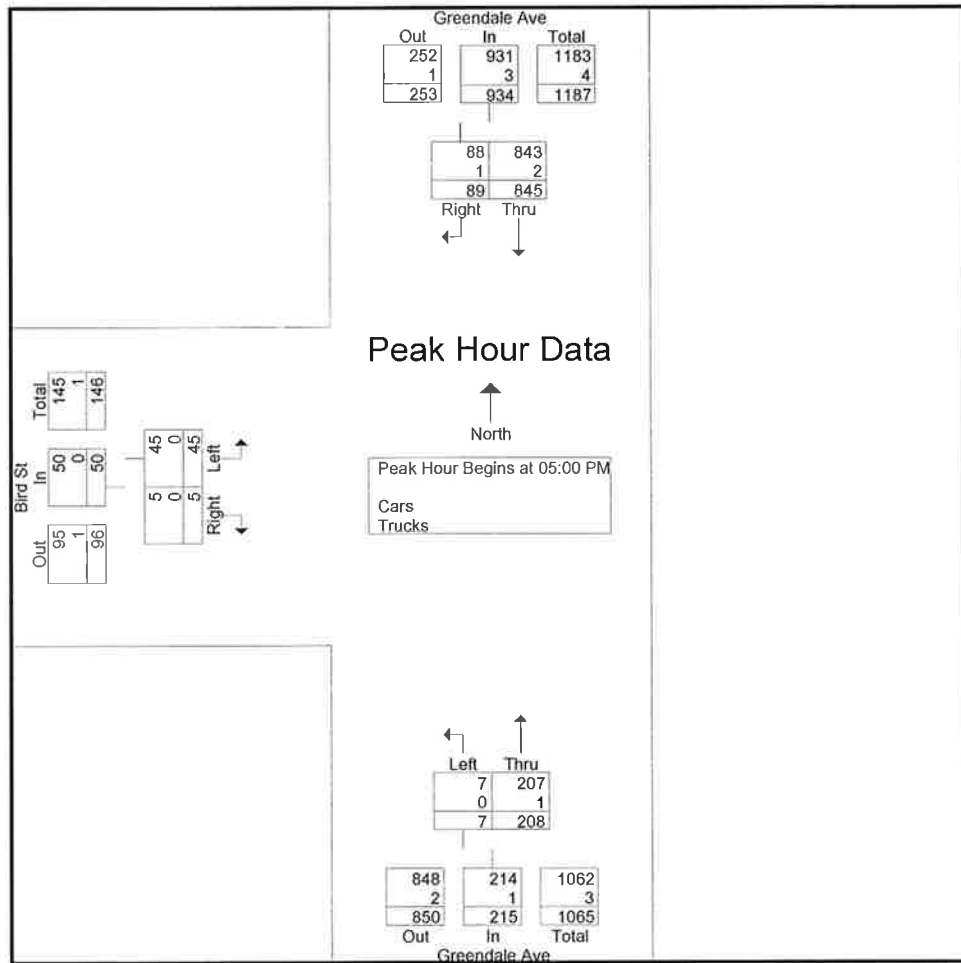 Greendale Ave
Out In Total
252 931 1183
1 3 4
253 934 1187
88 843
1 2
89 845
Right Thru
Peak Hour Data
North
Peak Hour Begins at 05:00 PM
Cars
Trucks
Bird St
Out In Total
95 50 145
1 0 1
96 50 146
5 45
0 0
5 45
Right Left
Left Thru
7 207
0 1
7 208
848 214 1062
2 1 3
850 215 1065
Out In Total
Greendale Ave